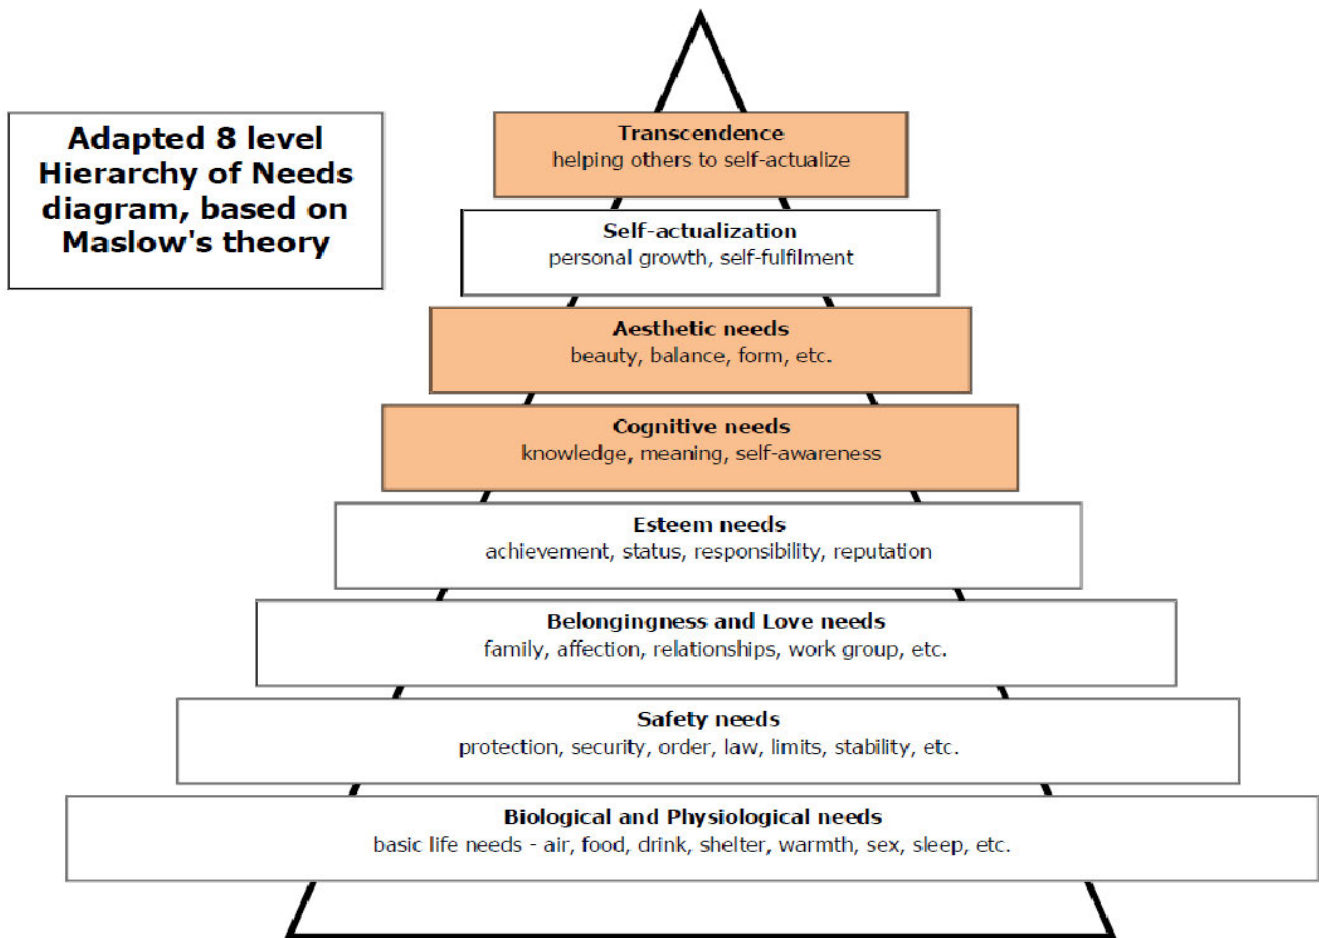 Adapted 8 level
Hierarchy of Needs
diagram, based on
Maslow's theory
Transcendence
helping others to self-actualize
Self-actualization
personal growth, self-fulfilment
Aesthetic needs
beauty, balance, form, etc.
Cognitive needs
knowledge, meaning, self-awareness
Esteem needs
achievement, status, responsibility, reputation
Belongingness and Love needs
family, affection, relationships, work group, etc.
Safety needs
protection, security, order, law, limits, stability, etc.
Biological and Physiological needs
basic life needs - air, food, drink, shelter, warmth, sex, sleep, etc.